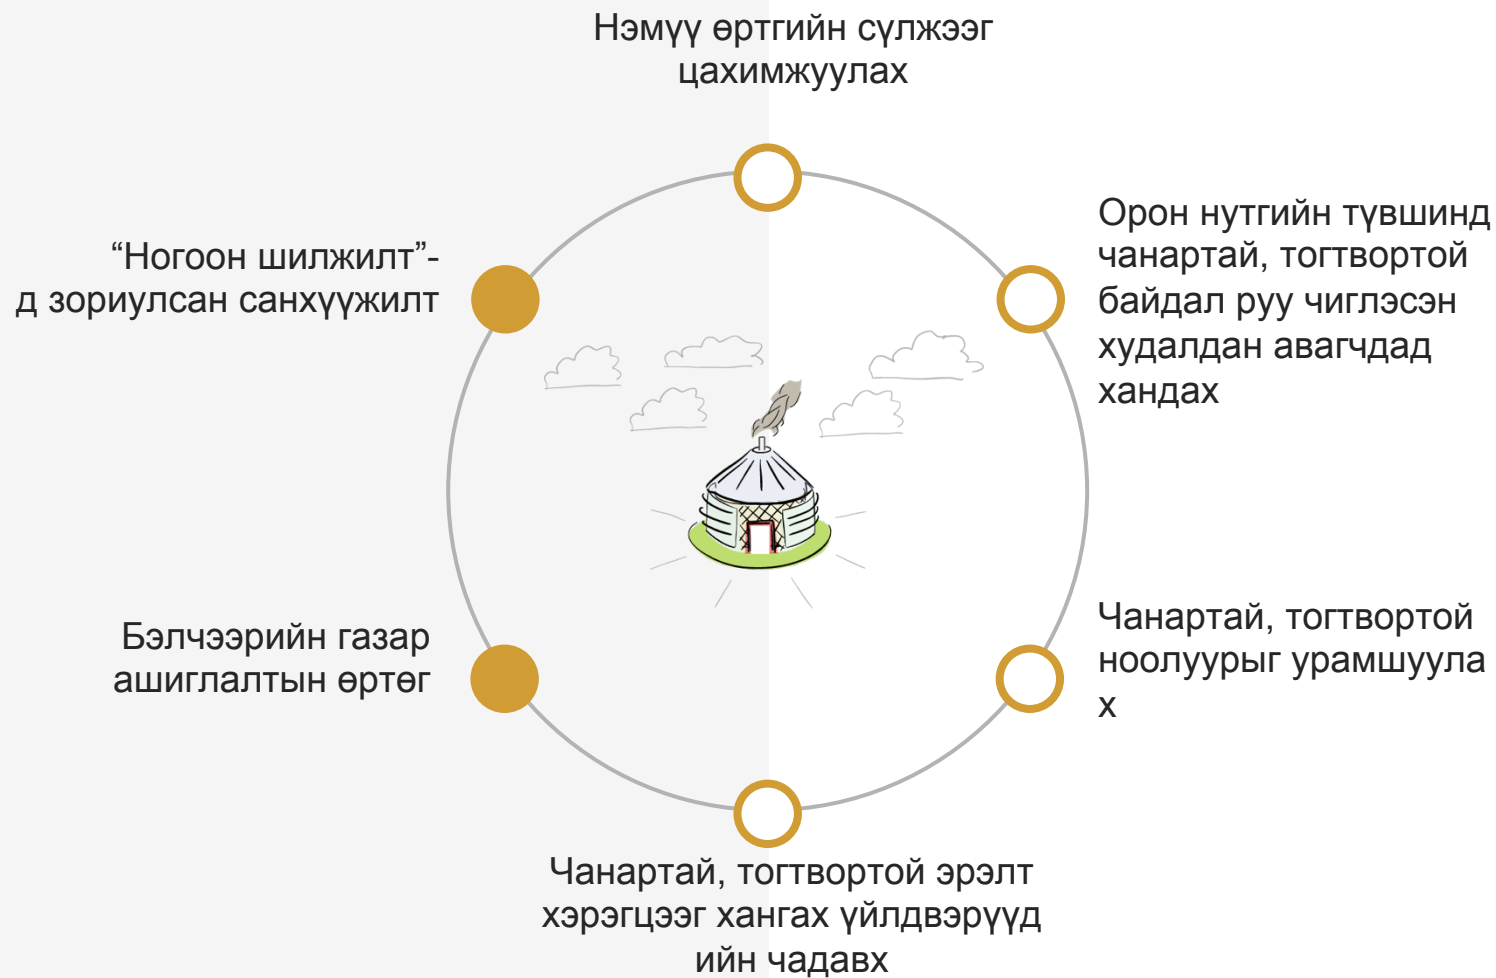 Нэмүү өртгийн сүлжээг
цахимжуулах
Орон нутгийн түвшинд
чанартай, тогтвортой
байдал руу чиглэсэн
худалдан авагчдад
хандах
“Ногоон шилжилт”-
д зориулсан санхүүжилт
Чанартай, тогтвортой
ноолуурыг урамшуула
х
Бэлчээрийн газар
ашиглалтын өртөг
Чанартай, тогтвортой эрэлт
хэрэгцээг хангах үйлдвэрүүд
ийн чадавх